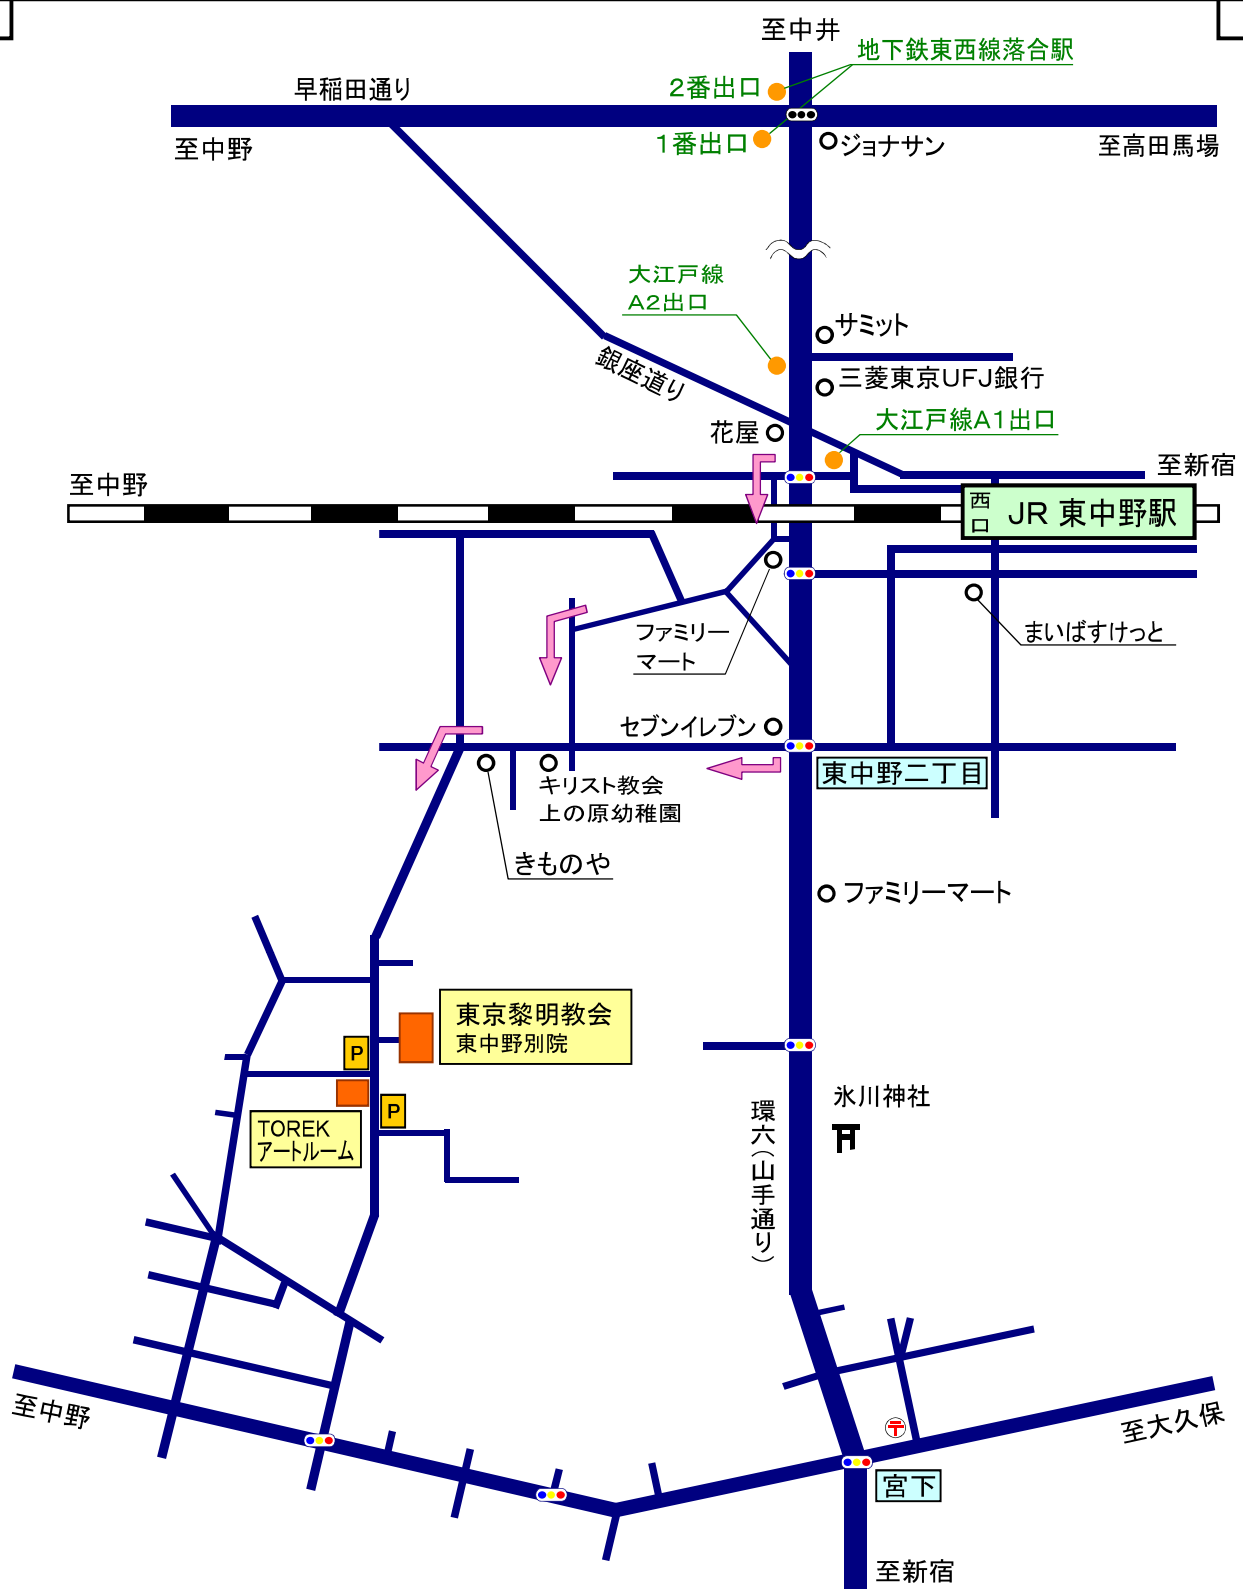 至中井
地下鉄東西線落合駅
2番出口
早稲田通り
至中野
1番出口
ジョナサン
至高田馬場
大江戸線
A2出口
サミット
銀座通り
三菱東京UFJ銀行
大江戸線A1出口
花屋
至新宿
至中野
西口
JR 東中野駅
ファミリー
マート
まいばすけっと
セブンイレブン
東中野二丁目
キリスト教会
上の原幼稚園
きものや
ファミリーマート
東京黎明教会
東中野別院
P
P
TOREK
アートルーム
氷川神社
環六(山手通り)
至中野
至大久保
〒
宮下
至新宿